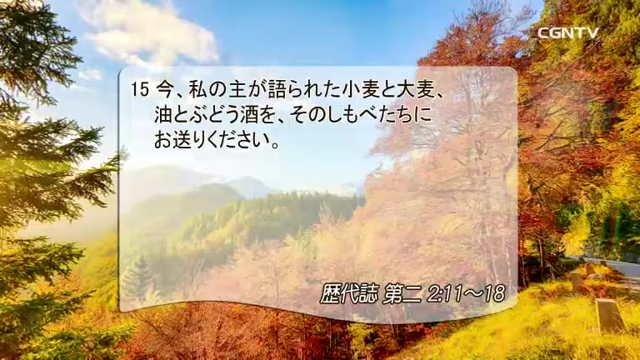 CGNTV
15 今、私の主が語られた小麦と大麦、
油とぶどう酒を、そのしもべたちに
お送りください。
歴代誌 第二 2:11～18